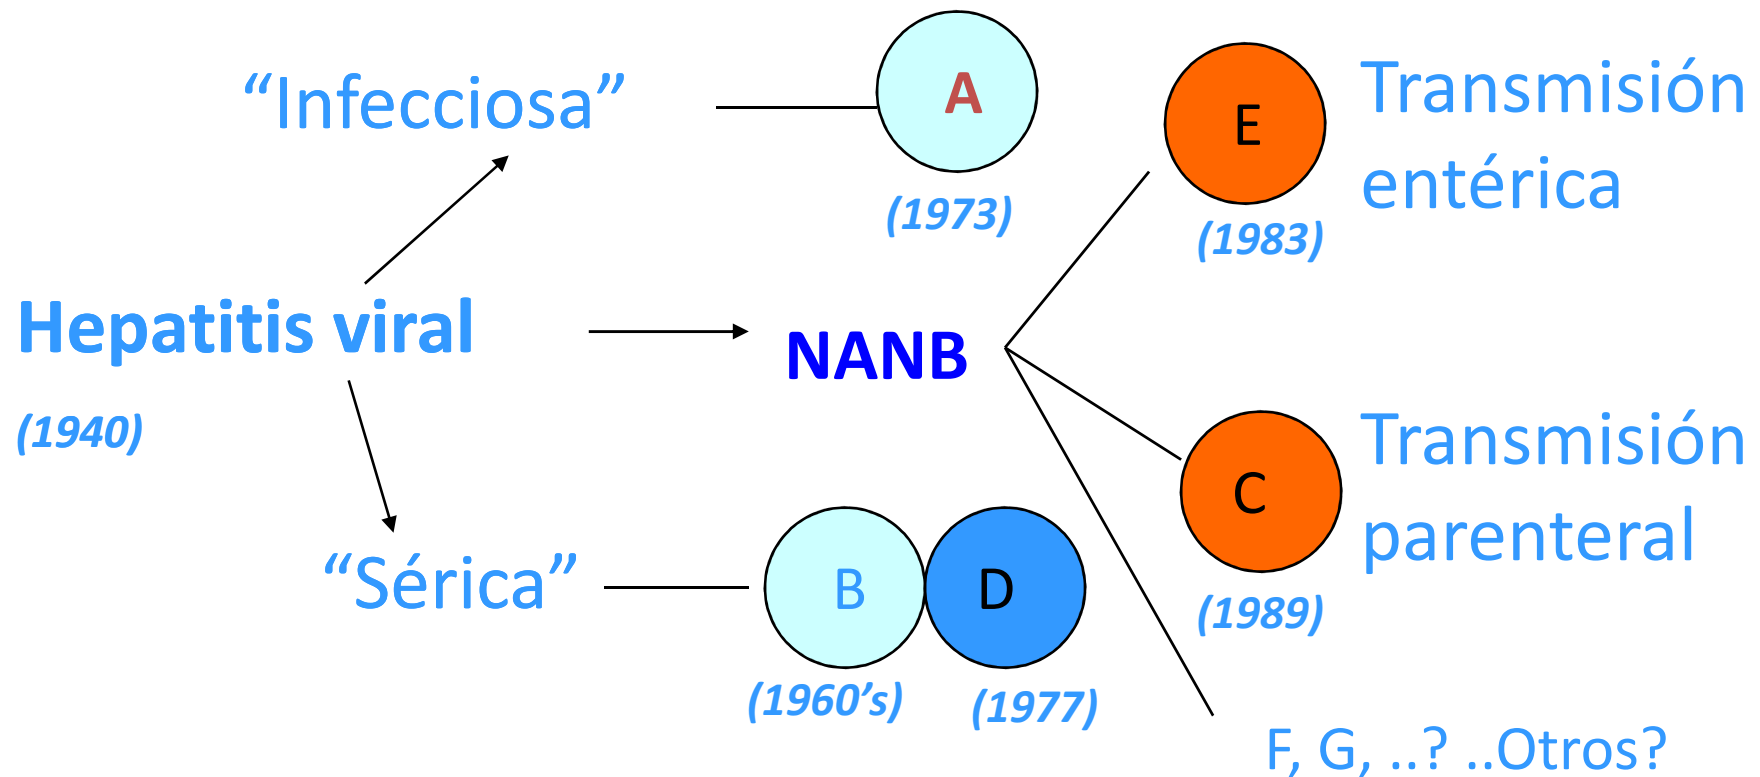 “Infecciosa”
A
(1973)
E
(1983)
Transmisión
entérica
Hepatitis viral
(1940)
NANB
C
(1989)
Transmisión
parenteral
“Sérica”
B
(1960’s)
D
(1977)
F, G, ..? ..Otros?